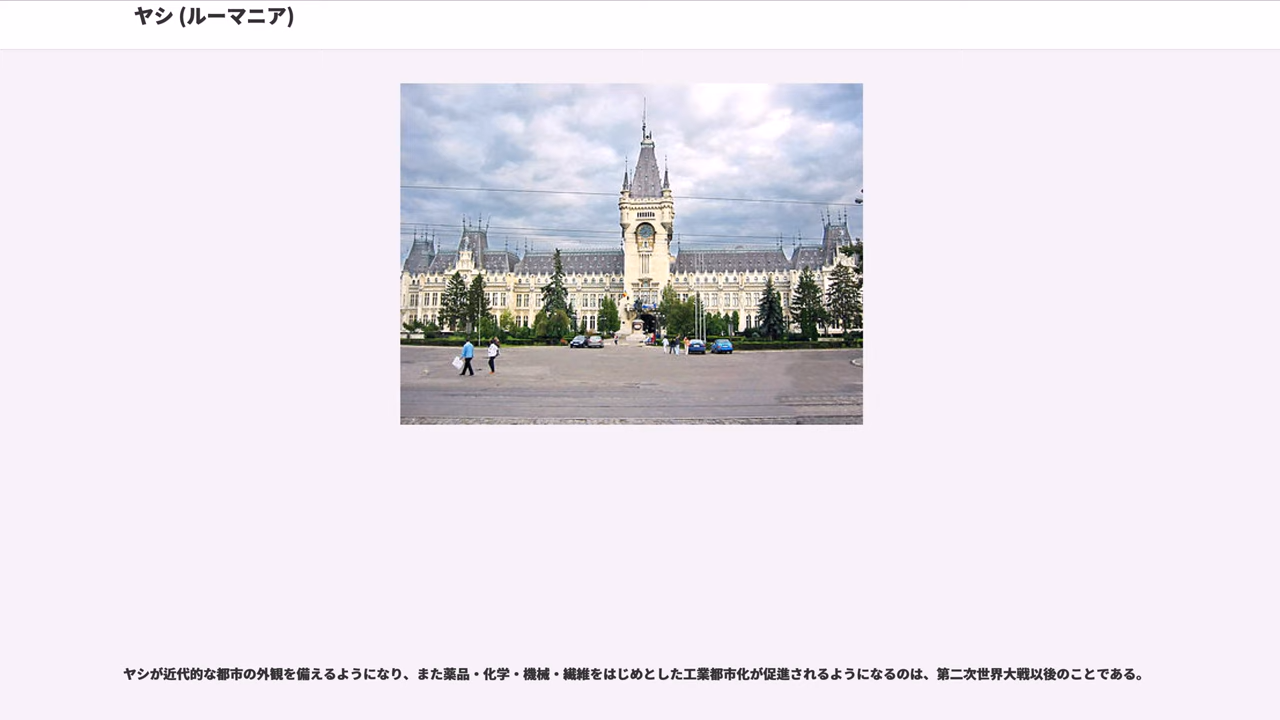 ヤシ (ルーマニア)
ヤシが近代的な都市の外観を備えるようになり、また薬品・化学・機械・繊維をはじめとした工業都市化が促進されるようになるのは、第二次世界大戦以後のことである。